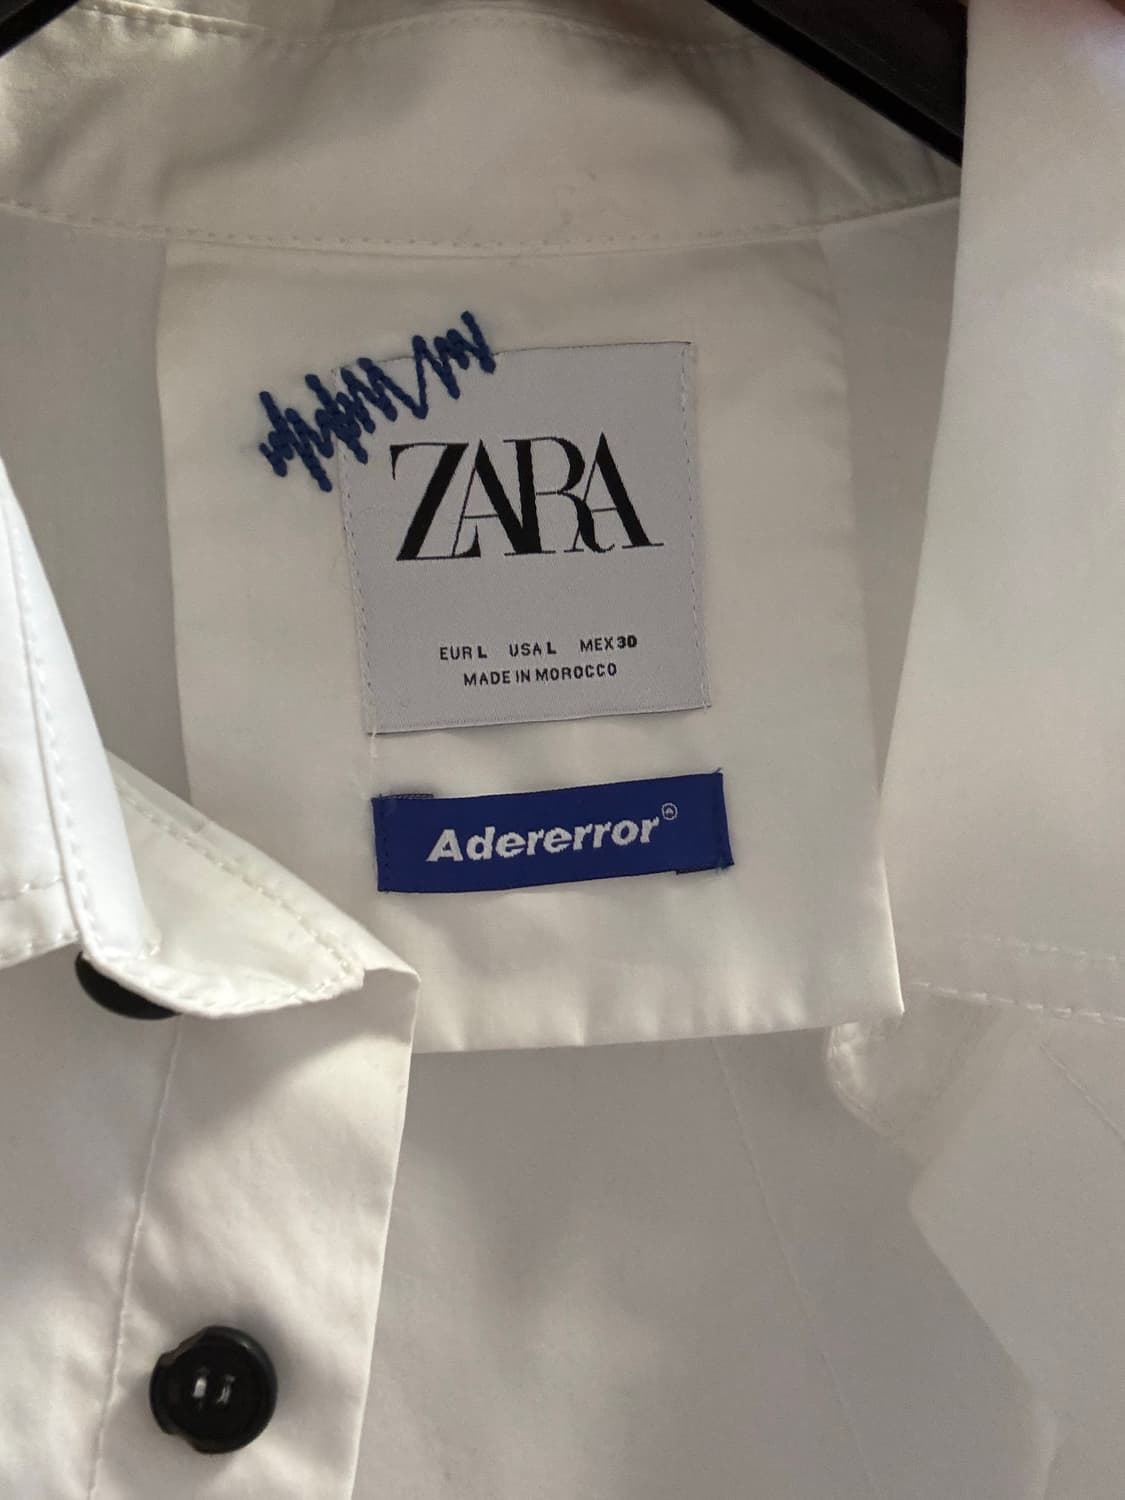 ZARA
EUR L USA L MEX 30
MADE IN MOROCCO
Adererror